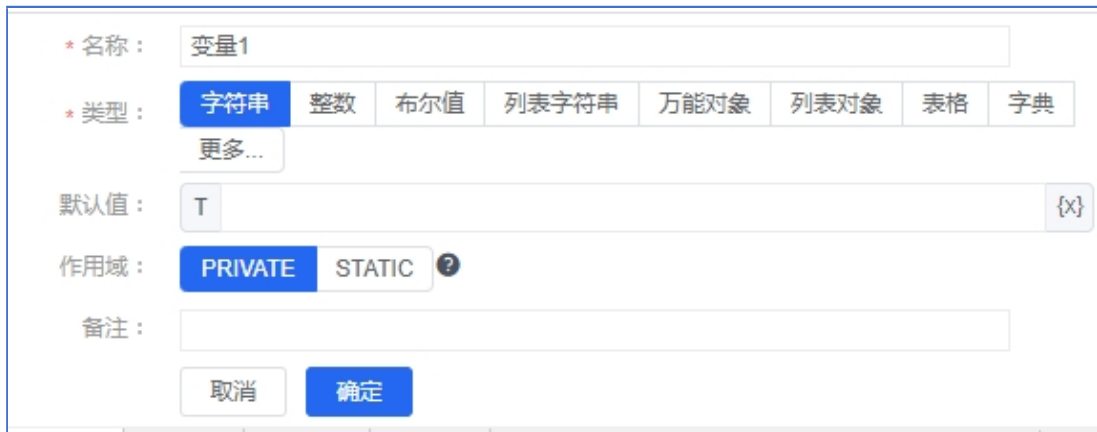 * 名称： 变量1
* 类型： 字符串 整数 布尔值 列表字符串 万能对象 列表对象 表格 字典
更多...
默认值： T {x}
作用域： PRIVATE STATIC ?
备注：
取消 确定